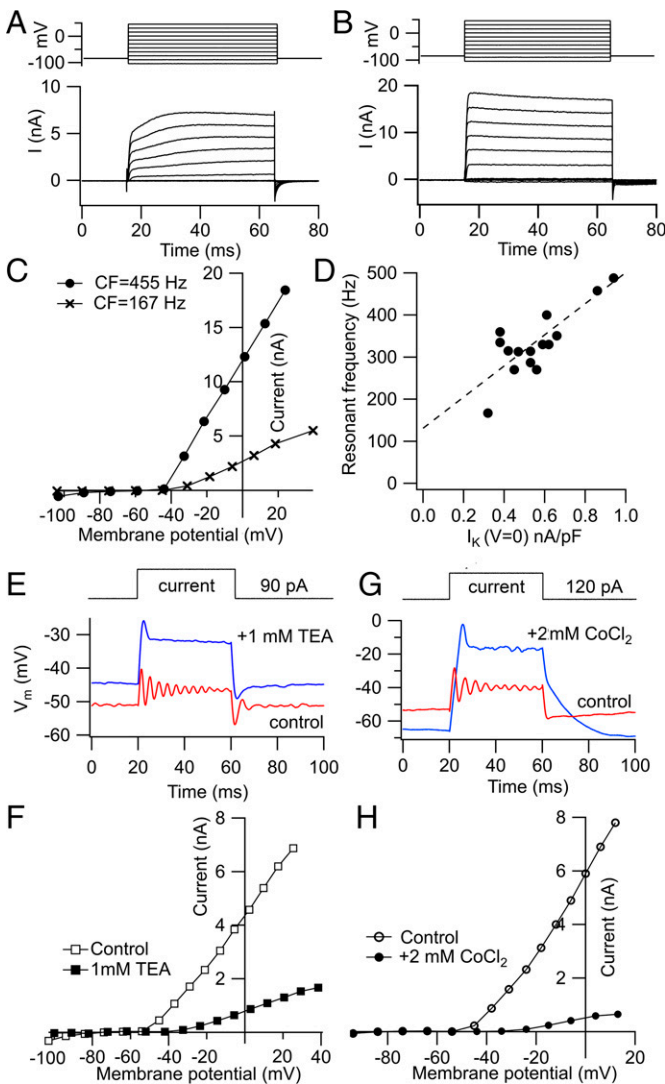 A
mV
0
-100
I (nA)
10
5
0
0 20 40 60 80
Time (ms)
B
mV
0
-100
I (nA)
20
10
0
0 20 40 60 80
Time (ms)
C
CF=455 Hz
CF=167 Hz
Current (nA)
20
15
10
5
-100 -80 -60 -40 -20 0 20
Membrane potential (mV)
D
Resonant frequency (Hz)
500
400
300
200
100
0
0.0 0.2 0.4 0.6 0.8 1.0
I_K (V=0) nA/pF
E
current
90 pA
+1 mM TEA
control
V_m (mV)
-30
-40
-50
-60
0 20 40 60 80 100
Time (ms)
G
current
120 pA
+2mM CoCl2
control
0
-20
-40
-60
0 20 40 60 80 100
Time (ms)
F
Current (nA)
8
6
4
2
Control
1mM TEA
-100 -80 -60 -40 -20 0 20 40
Membrane potential (mV)
H
8
6
4
2
Current (nA)
Control
+2 mM CoCl2
-80 -60 -40 -20 0 20
Membrane potential (mV)